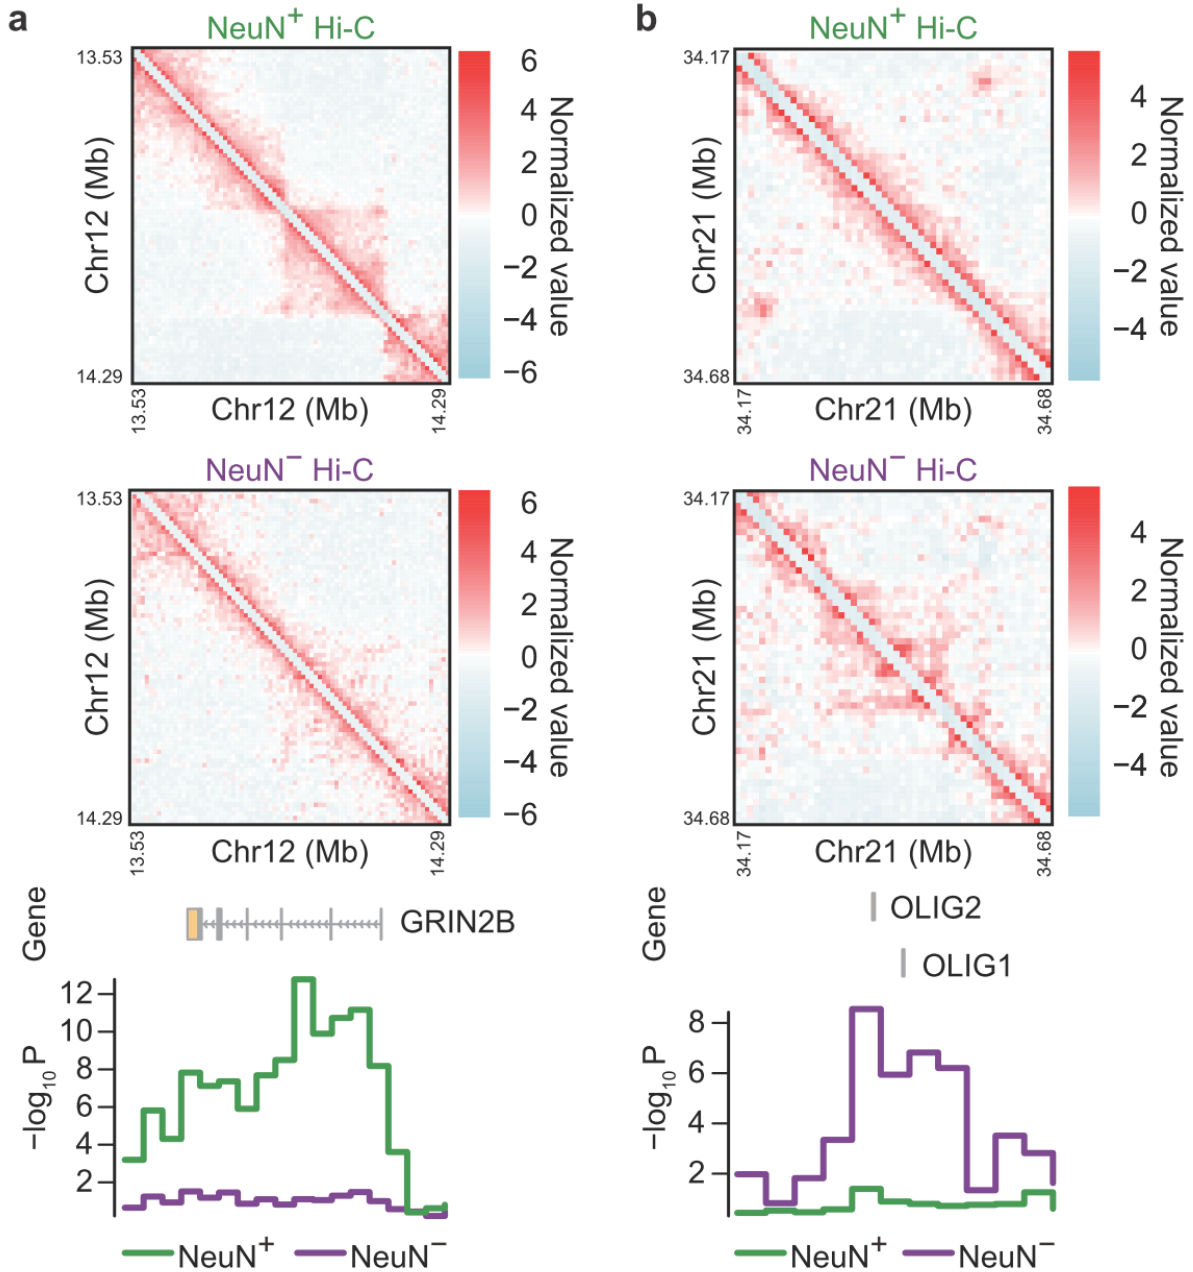 a
NeuN+ Hi-C
13.53
Chr12 (Mb)
14.29
13.53
Chr12 (Mb)
14.29
6
4
2
0
−2
−4
−6
Normalized value
NeuN− Hi-C
13.53
Chr12 (Mb)
14.29
13.53
Chr12 (Mb)
14.29
6
4
2
0
−2
−4
−6
Normalized value
Gene
GRIN2B
−log10P
12
10
8
6
4
2
NeuN+
NeuN−
b
NeuN+ Hi-C
34.17
Chr21 (Mb)
34.68
34.17
Chr21 (Mb)
34.68
4
2
0
−2
−4
Normalized value
NeuN− Hi-C
34.17
Chr21 (Mb)
34.68
34.17
Chr21 (Mb)
34.68
4
2
0
−2
−4
Normalized value
Gene
OLIG2
OLIG1
−log10P
8
6
4
2
NeuN+
NeuN−